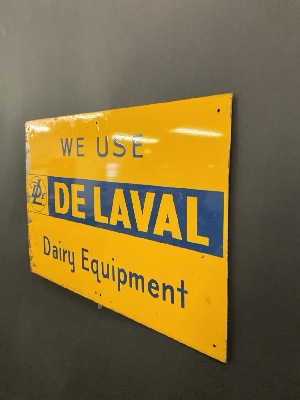 WE USE
DE LAVAL
Dairy Equipment